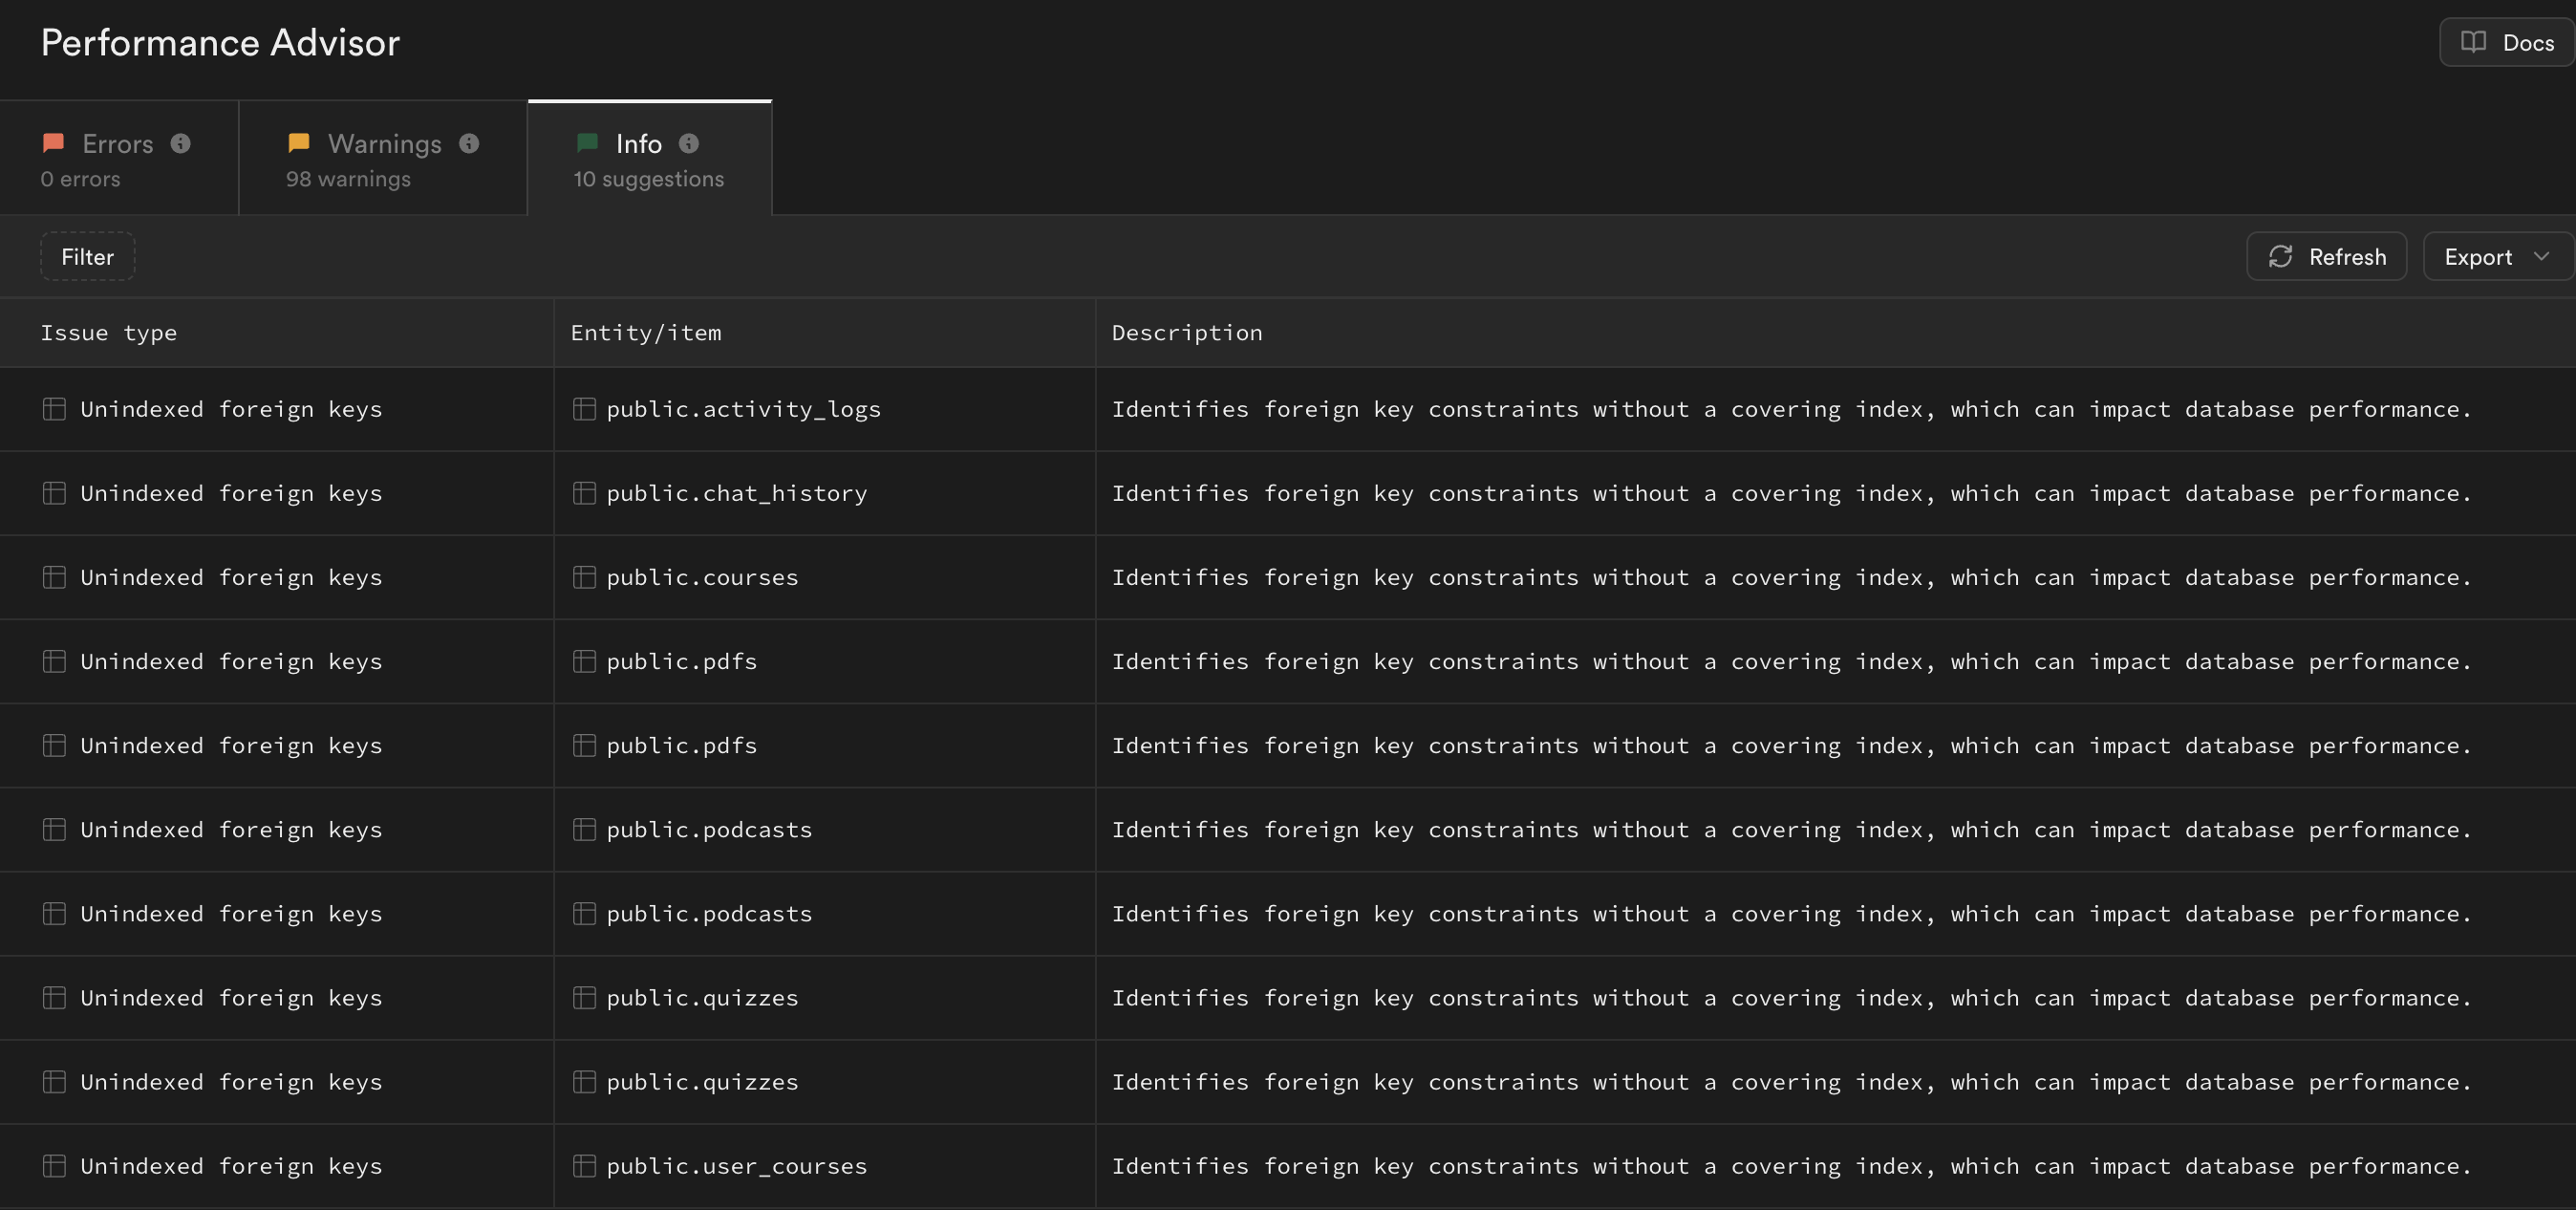 Performance Advisor
Docs
Errors
0 errors
Warnings
98 warnings
Info
10 suggestions
Filter
Refresh
Export
Issue type Entity/item Description
Unindexed foreign keys public.activity_logs Identifies foreign key constraints without a covering index, which can impact database performance.
Unindexed foreign keys public.chat_history Identifies foreign key constraints without a covering index, which can impact database performance.
Unindexed foreign keys public.courses Identifies foreign key constraints without a covering index, which can impact database performance.
Unindexed foreign keys public.pdfs Identifies foreign key constraints without a covering index, which can impact database performance.
Unindexed foreign keys public.pdfs Identifies foreign key constraints without a covering index, which can impact database performance.
Unindexed foreign keys public.podcasts Identifies foreign key constraints without a covering index, which can impact database performance.
Unindexed foreign keys public.podcasts Identifies foreign key constraints without a covering index, which can impact database performance.
Unindexed foreign keys public.quizzes Identifies foreign key constraints without a covering index, which can impact database performance.
Unindexed foreign keys public.quizzes Identifies foreign key constraints without a covering index, which can impact database performance.
Unindexed foreign keys public.user_courses Identifies foreign key constraints without a covering index, which can impact database performance.